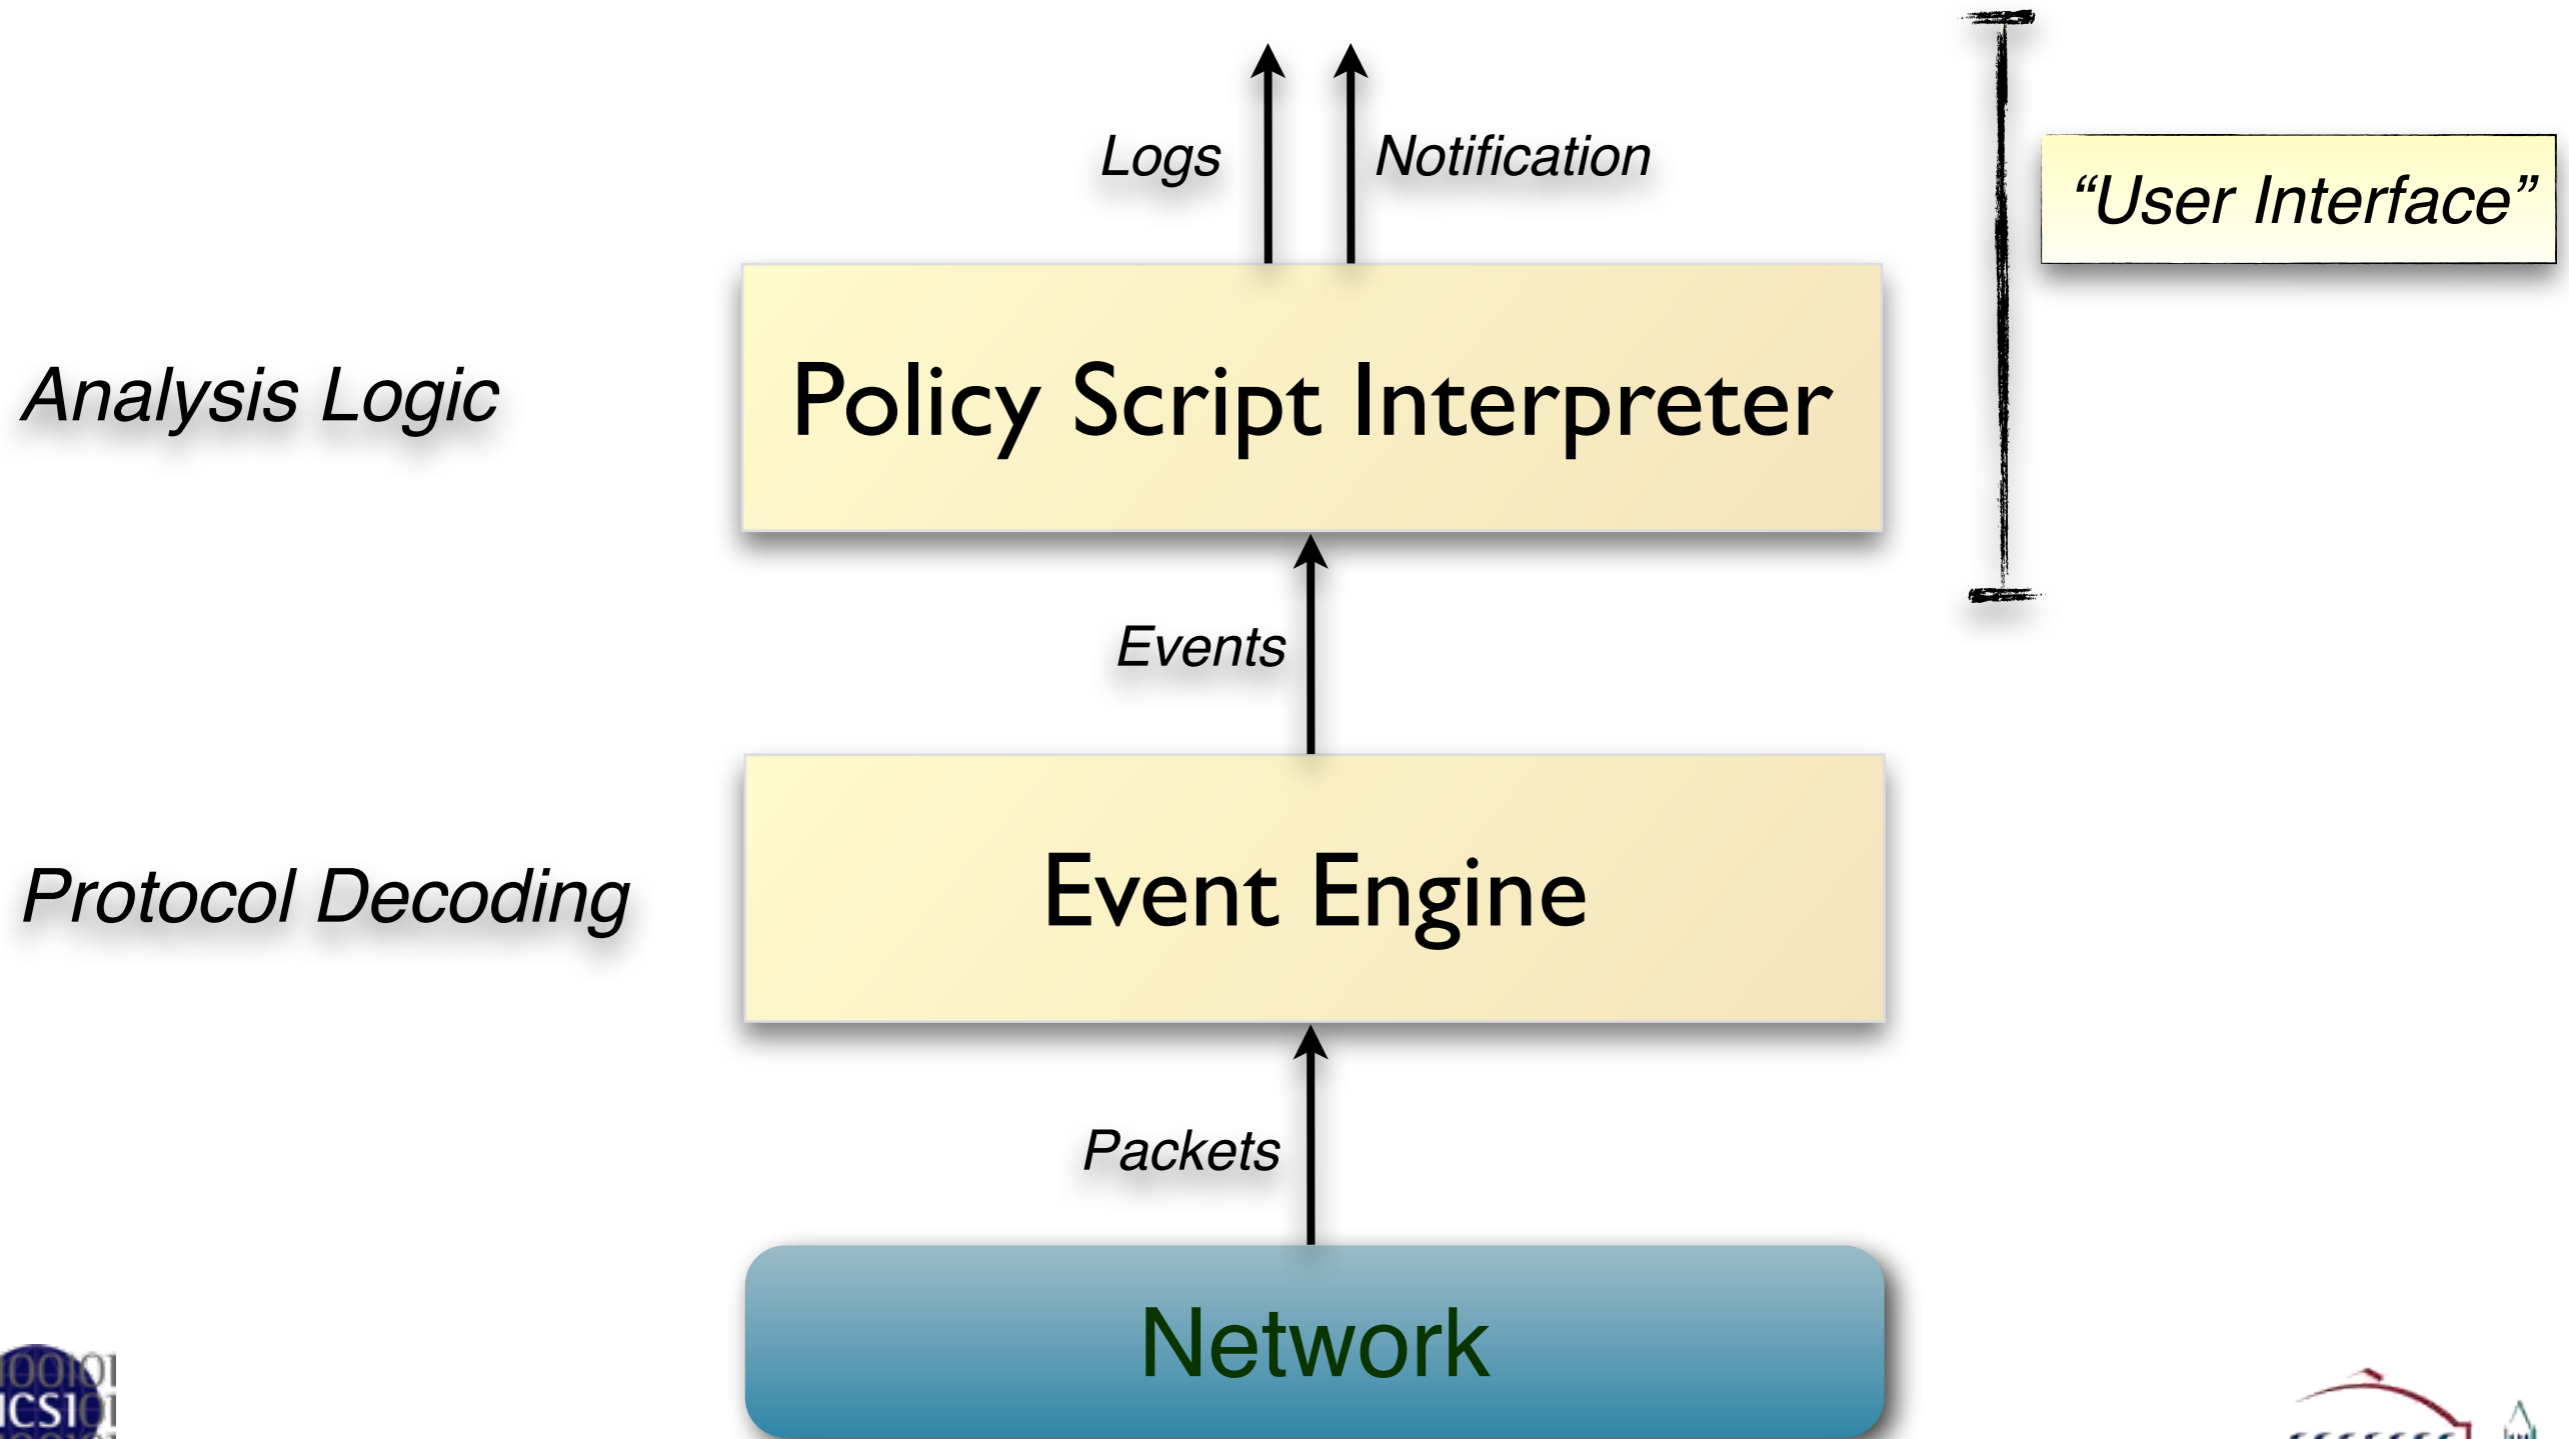 Logs
Notification
“User Interface”
Analysis Logic
Policy Script Interpreter
Events
Protocol Decoding
Event Engine
Packets
Network
ICSI